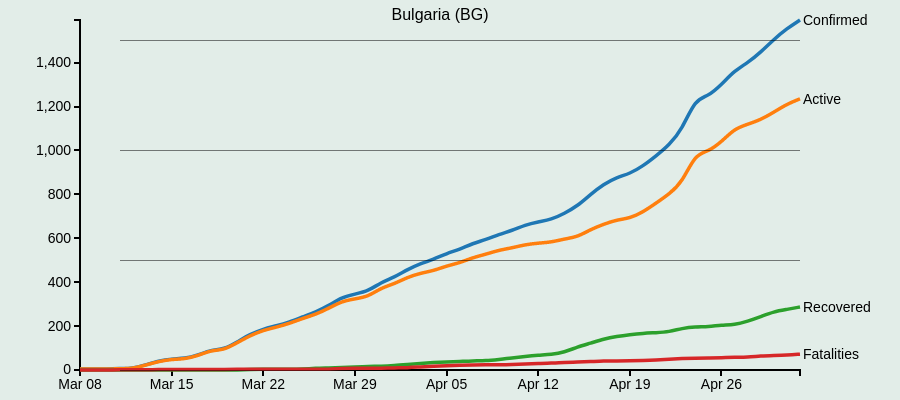 Bulgaria (BG)
Confirmed
1,400
Active
1,200
1,000
800
600
400
Recovered
200
Fatalities
0
Mar 08 Mar 15 Mar 22 Mar 29 Apr 05 Apr 12 Apr 19 Apr 26